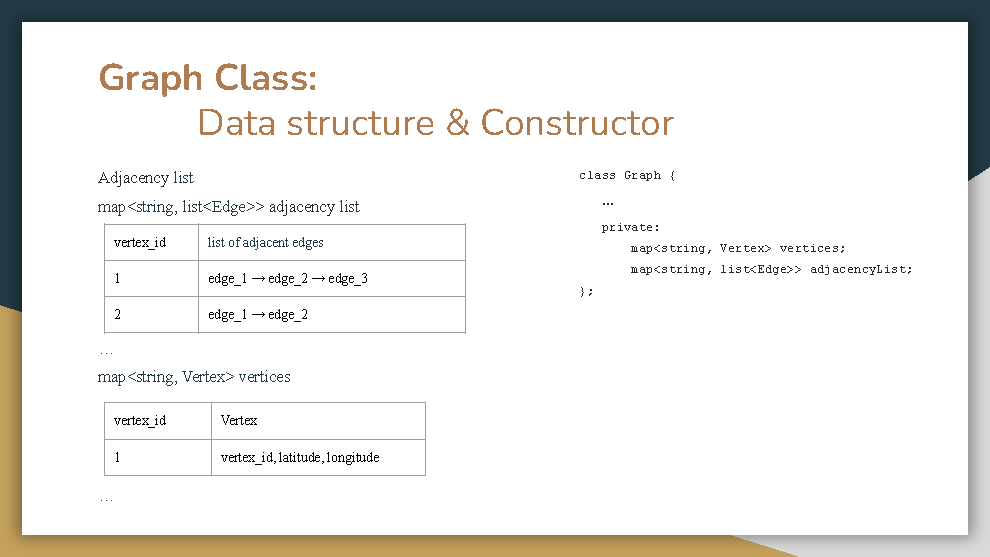 Graph Class:
Data structure & Constructor
Adjacency list
map<string, list<Edge>> adjacency list
vertex_id list of adjacent edges
1 edge_1 → edge_2 → edge_3
2 edge_1 → edge_2
…
map<string, Vertex> vertices
vertex_id Vertex
1 vertex_id, latitude, longitude
…
class Graph {
…
private:
map<string, Vertex> vertices;
map<string, list<Edge>> adjacencyList;
};